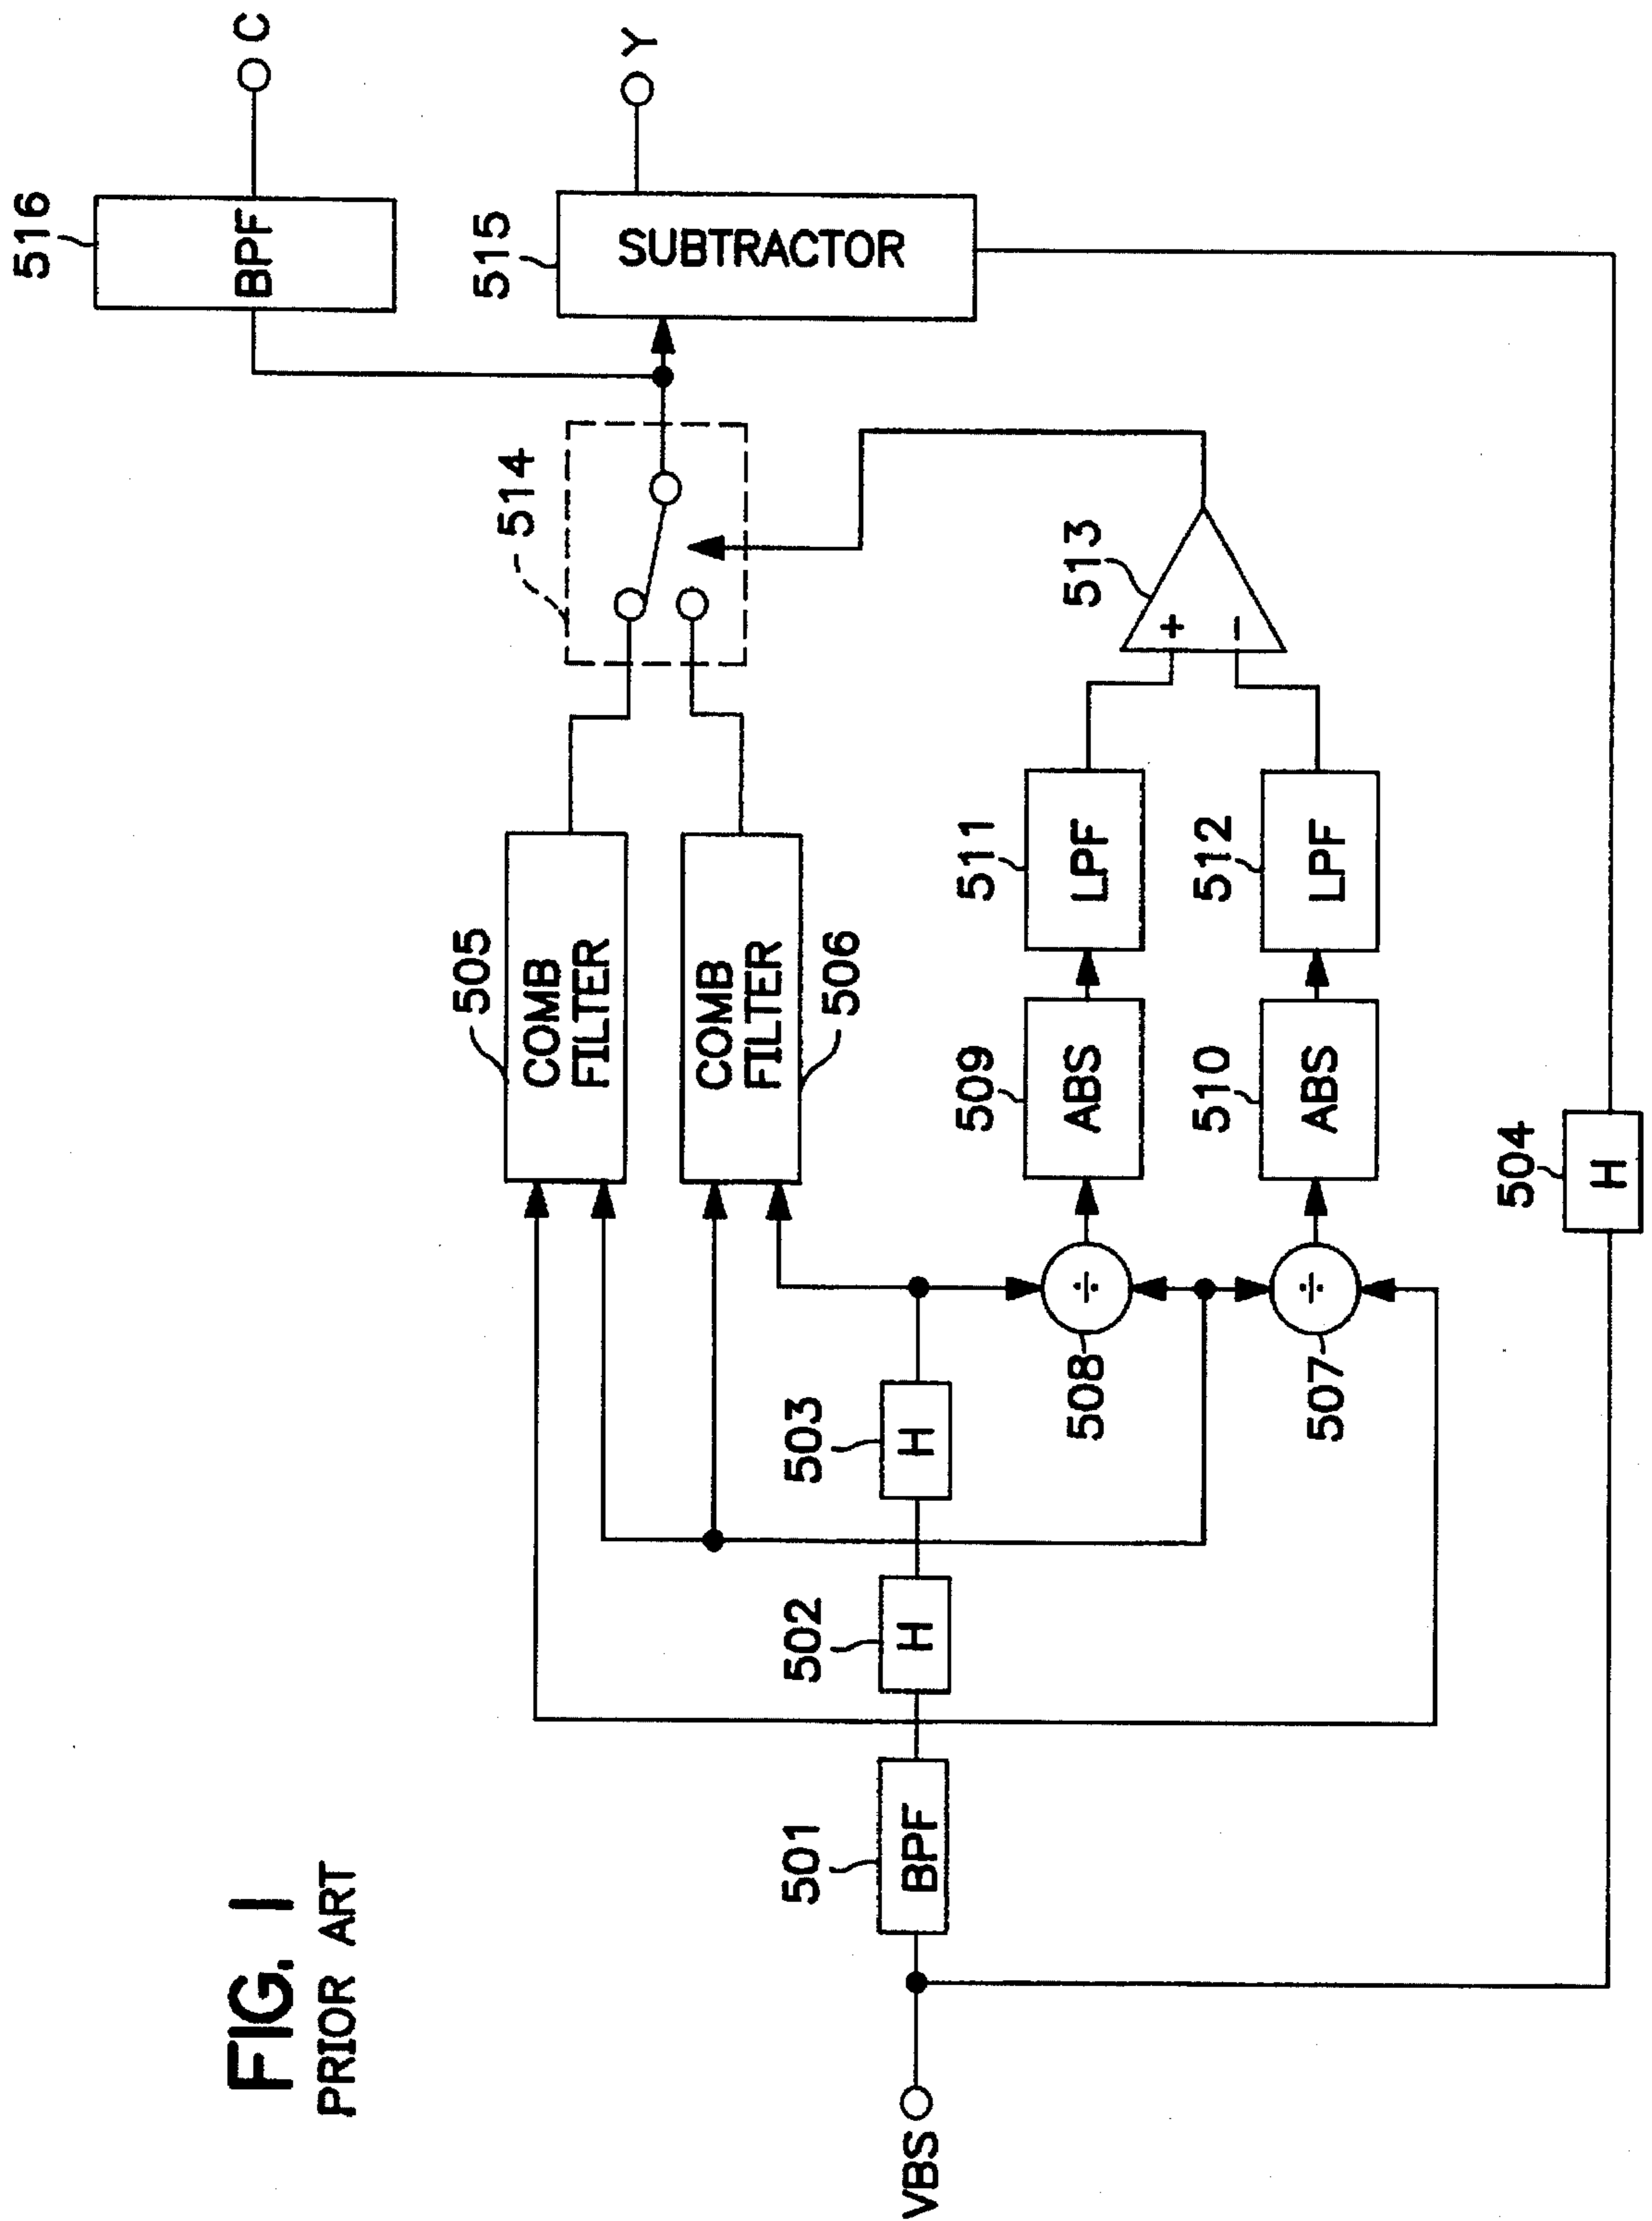 FIG. 1
PRIOR ART
516
BPF
C
515
SUBTRACTOR
Y
514
505
COMB
FILTER
COMB
FILTER
506
513
+
−
511
LPF
512
LPF
509
ABS
510
ABS
÷
508
÷
507
504
H
503
H
502
H
501
BPF
VBS